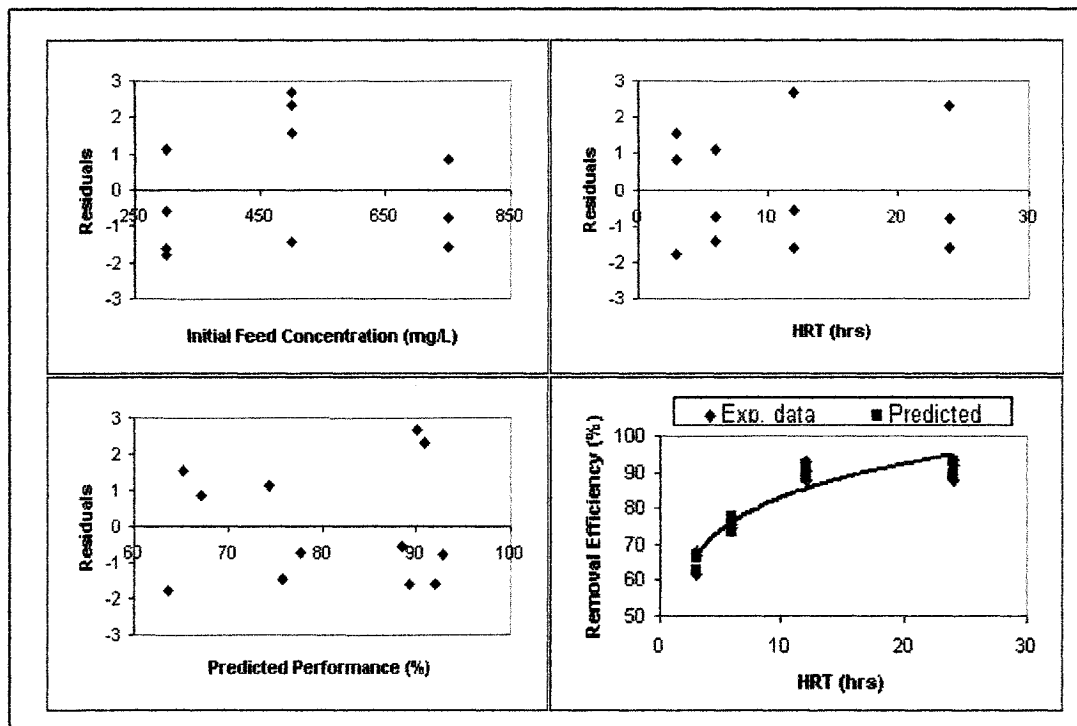 3
2
1
0
-1
-2
-3
250 450 650 850
Residuals
Initial Feed Concentration (mg/L)
3
2
1
0
-1
-2
-3
0 10 20 30
Residuals
HRT (hrs)
3
2
1
0
-1
-2
-3
60 70 80 90 100
Residuals
Predicted Performance (%)
Exp. data Predicted
100
90
80
70
60
50
0 10 20 30
Removal Efficiency (%)
HRT (hrs)